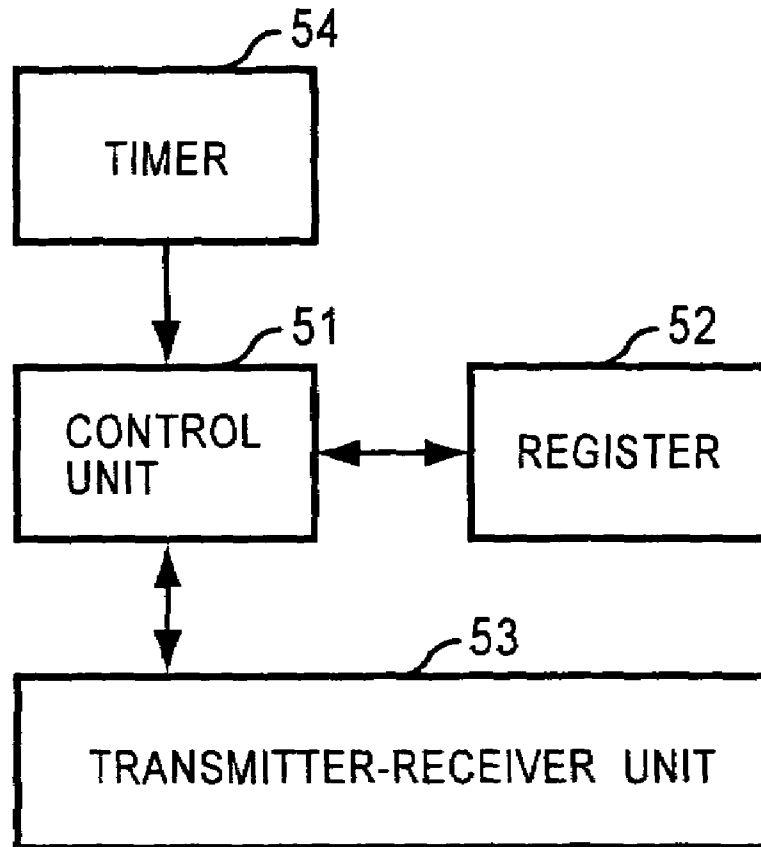 54
TIMER
51
CONTROL
UNIT
52
REGISTER
53
TRANSMITTER-RECEIVER UNIT